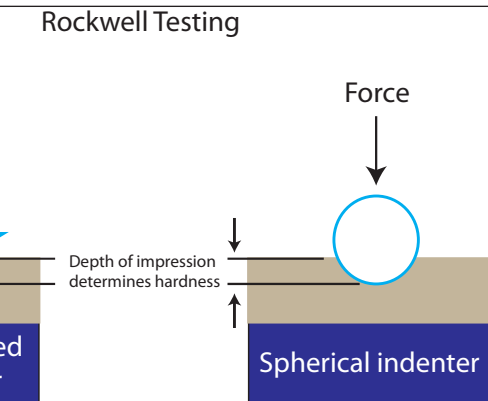 Rockwell Testing
Force
Depth of impression
determines hardness
Spherical indenter